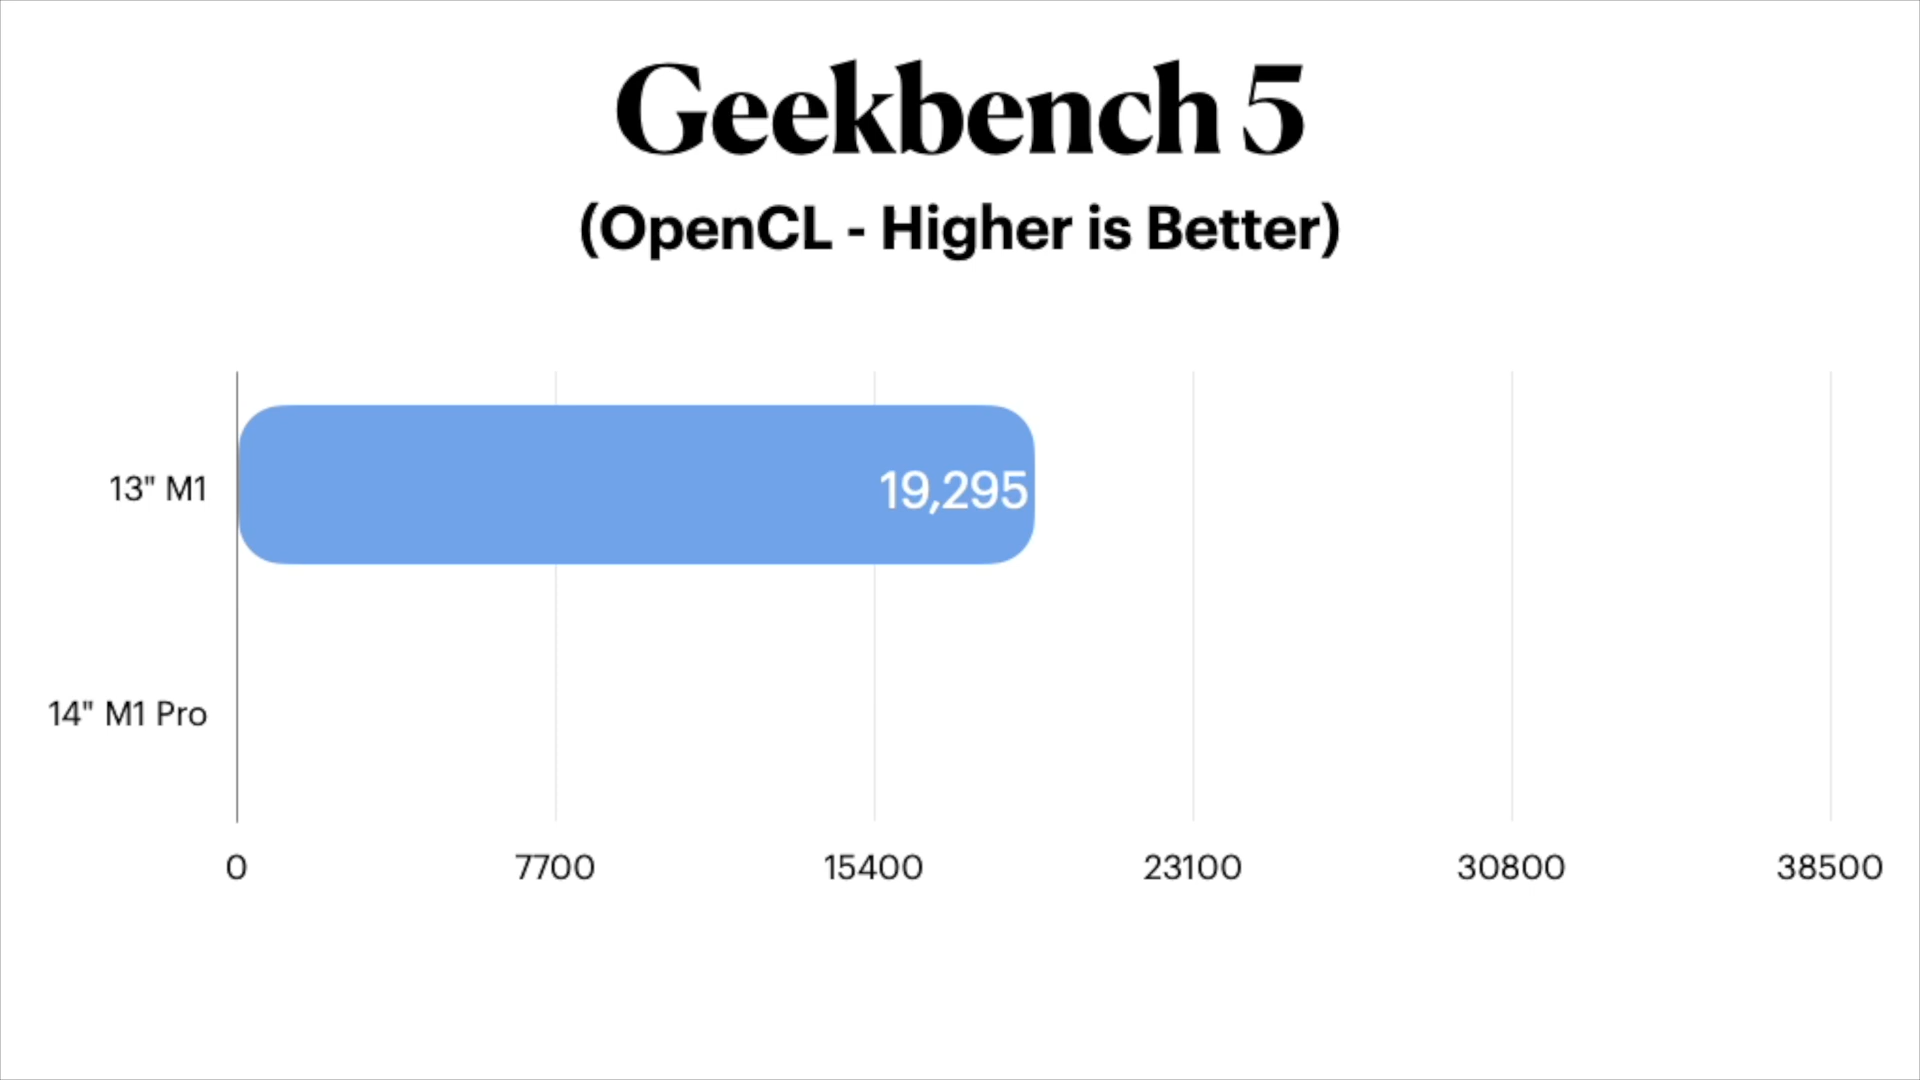 Geekbench 5
(OpenCL - Higher is Better)
13" M1
19,295
14" M1 Pro
0
7700
15400
23100
30800
38500